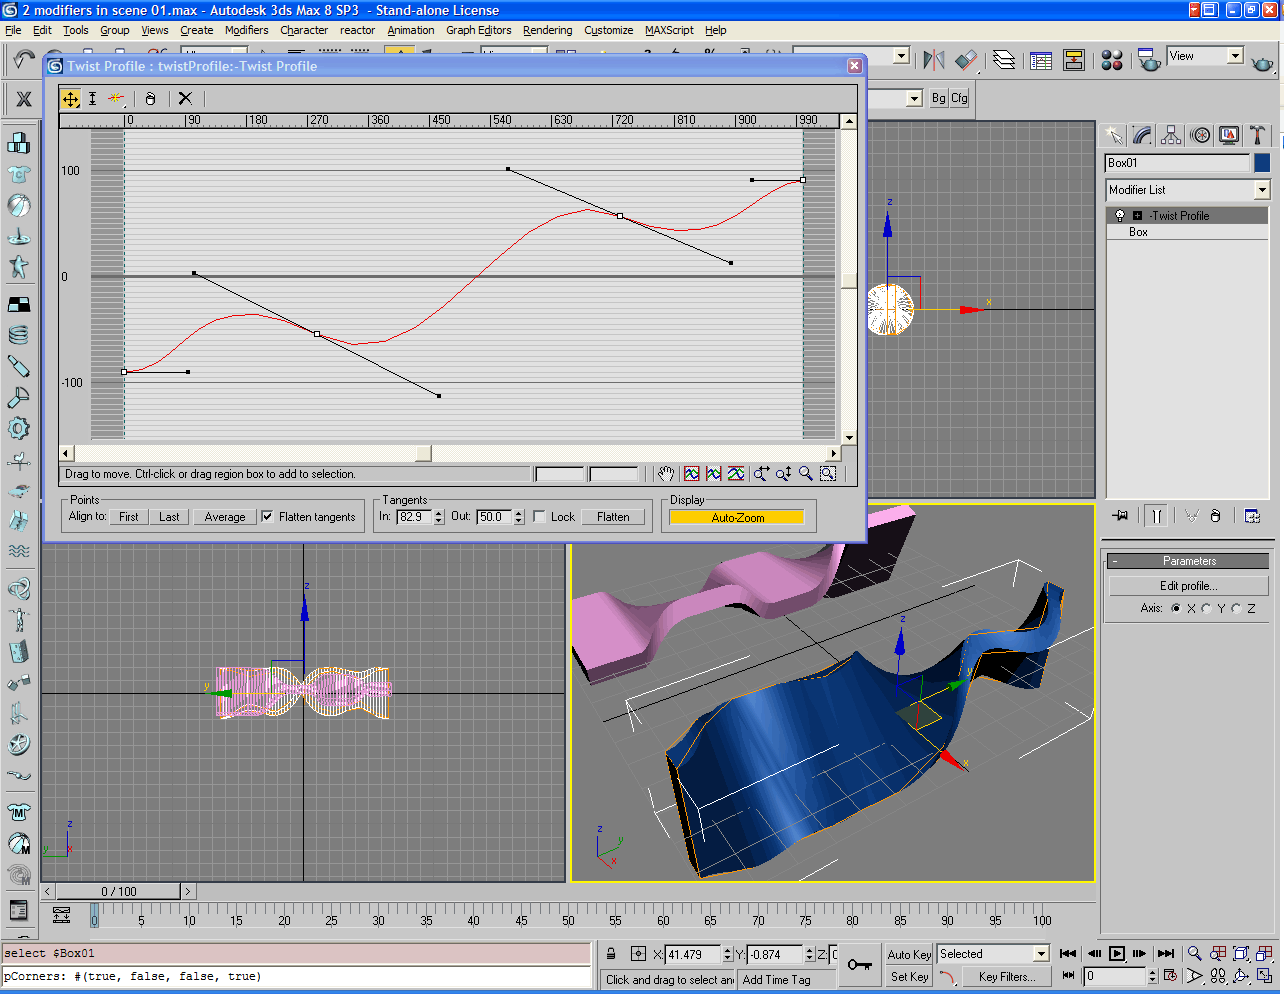 2 modifiers in scene 01.max - Autodesk 3ds Max 8 SP3 - Stand-alone License
File Edit Tools Group Views Create Modifiers Character reactor Animation Graph Editors Rendering Customize MAXScript Help
View
Twist Profile : twistProfile:-Twist Profile
Bg Cfg
0 90 180 270 360 450 540 630 720 810 900 990
100
0
-100
Drag to move. Ctrl-click or drag region box to add to selection.
Points
Align to: First Last Average Flatten tangents
Tangents
In: 82.9 Out: 50.0 Lock Flatten
Display
Auto-Zoom
Box01
Modifier List
-Twist Profile
Box
Parameters
Edit profile...
Axis: X Y Z
z
x
z
y
z
y
x
z
y
x
z
y
x
0 / 100
0 5 10 15 20 25 30 35 40 45 50 55 60 65 70 75 80 85 90 95 100
select $Box01
pCorners: #(true, false, false, true)
X: 41.479 Y: -0.874 Z:
Click and drag to select an
Add Time Tag
Auto Key Selected
Set Key Key Filters...
0